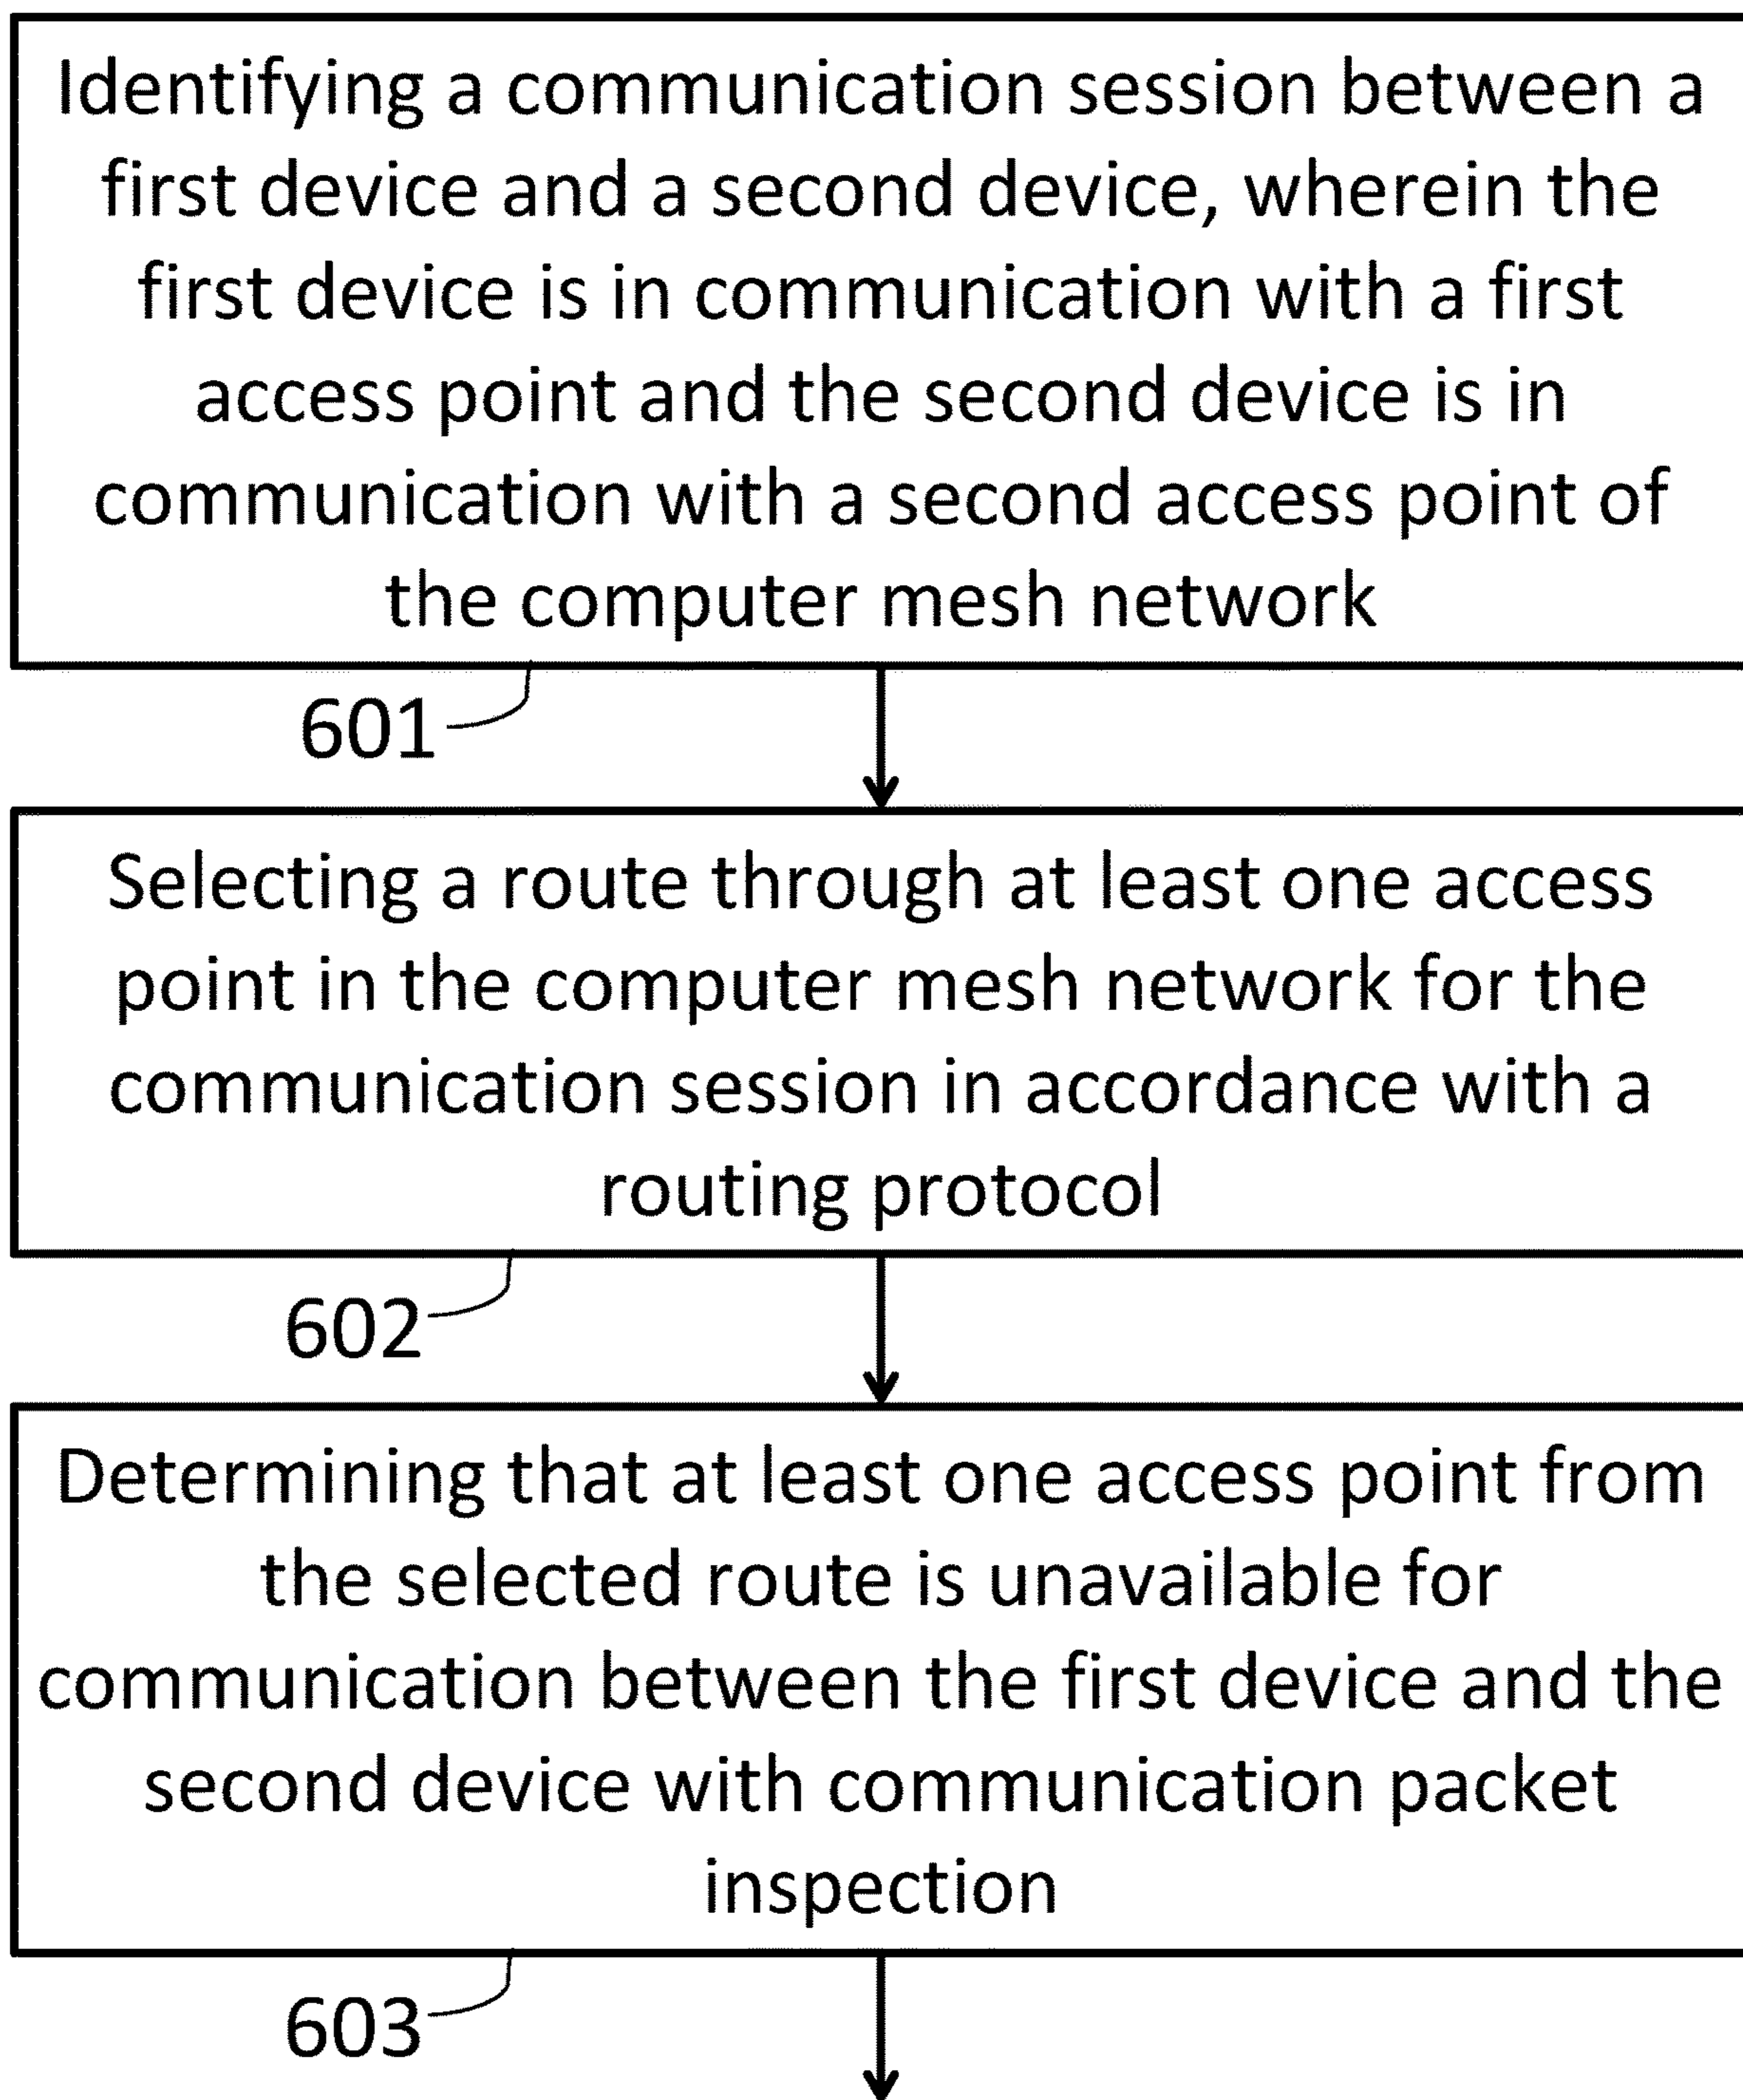 Identifying a communication session between a
first device and a second device, wherein the
first device is in communication with a first
access point and the second device is in
communication with a second access point of
the computer mesh network
601
Selecting a route through at least one access
point in the computer mesh network for the
communication session in accordance with a
routing protocol
602
Determining that at least one access point from
the selected route is unavailable for
communication between the first device and the
second device with communication packet
inspection
603